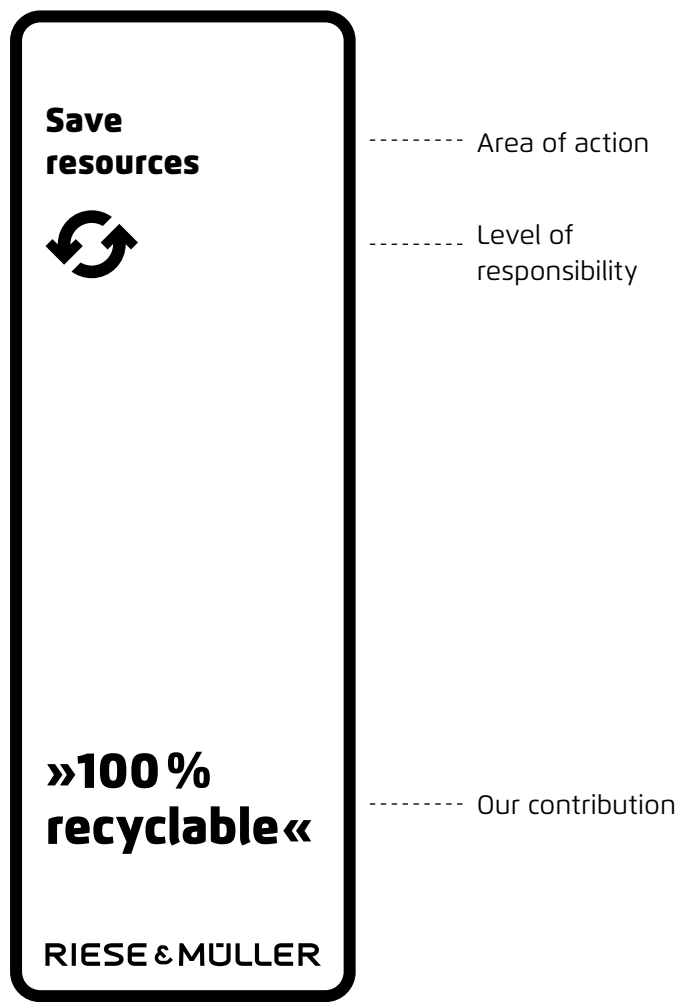 Save
resources
Area of action
Level of
responsibility
»100 %
recyclable«
Our contribution
RIESE & MÜLLER